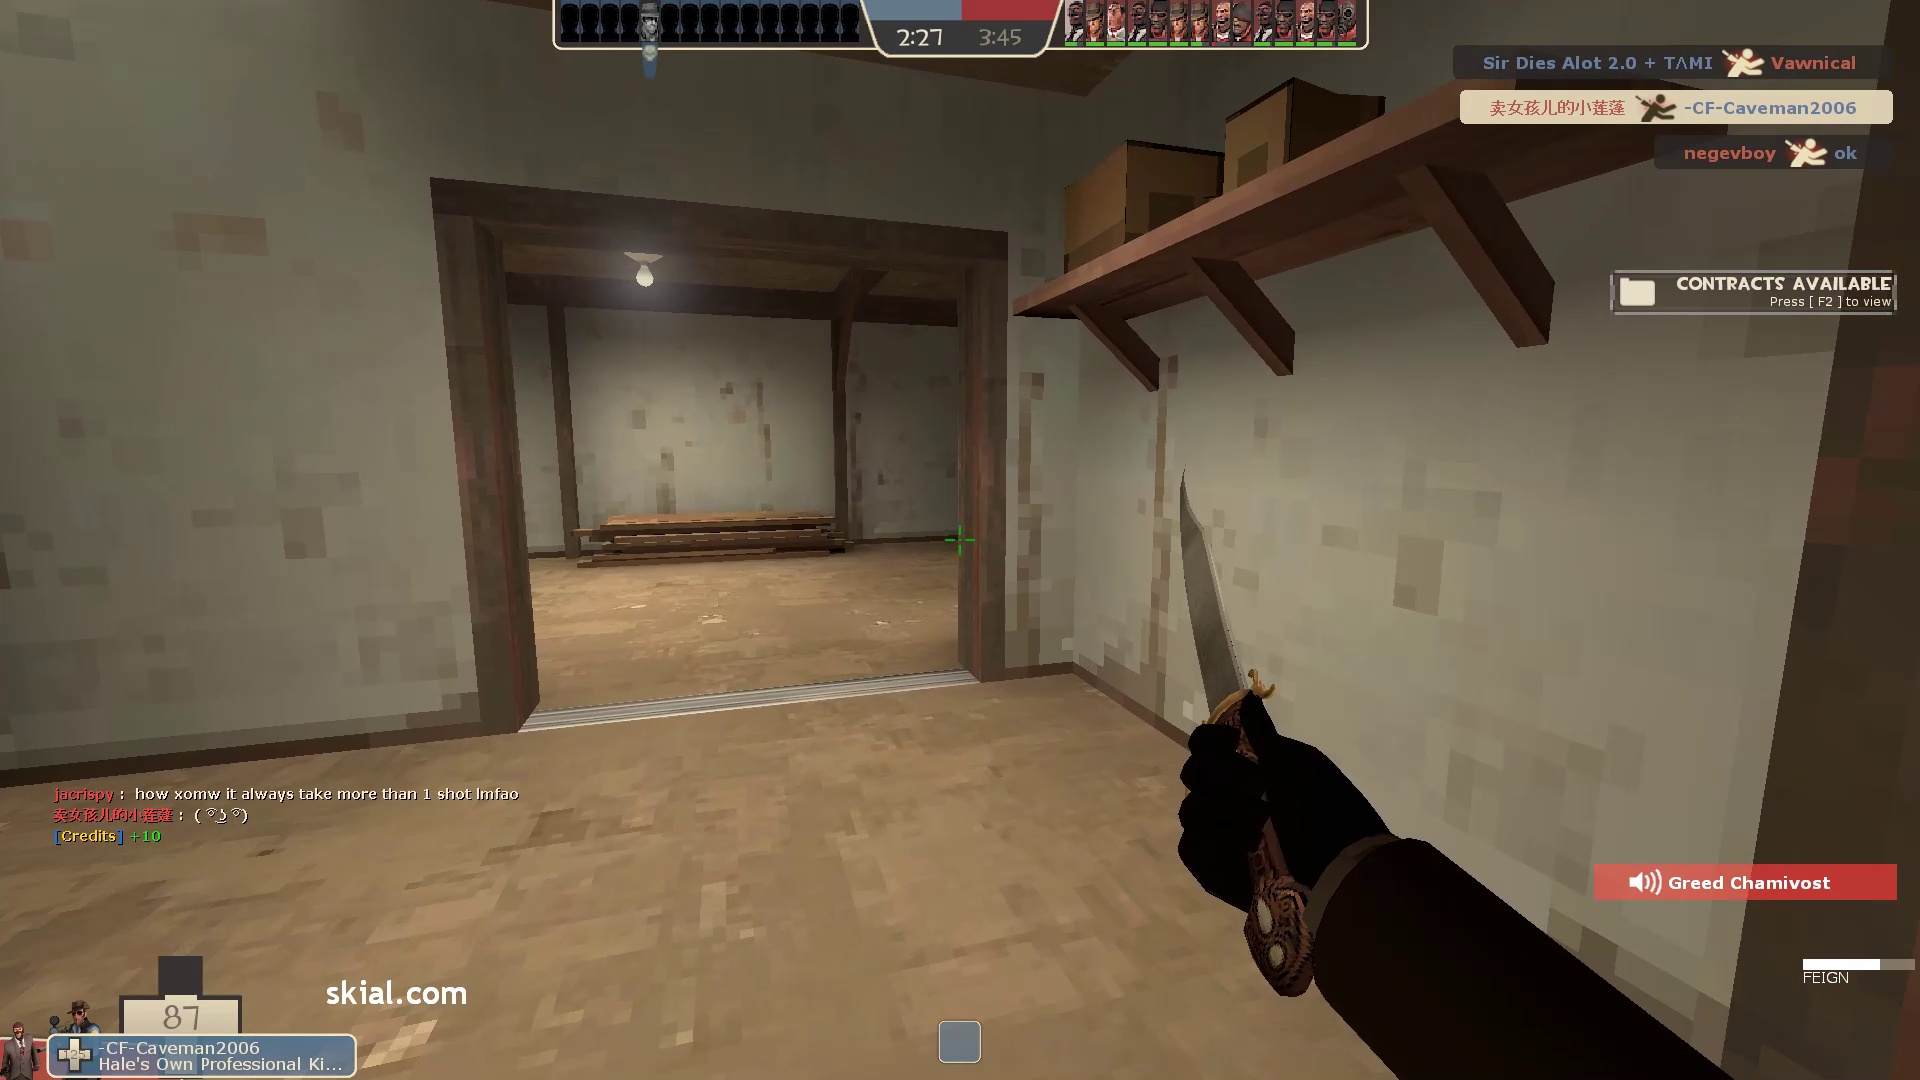 2:27 3:45
Sir Dies Alot 2.0 + TΛMI Vawnical
卖女孩儿的小莲蓬 -CF-Caveman2006
negevboy ok
CONTRACTS AVAILABLE
Press [ F2 ] to view
jacrispy : how xomw it always take more than 1 shot lmfao
卖女孩儿的小莲蓬 : ( ͡° ͜ʖ ͡°)
[Credits] +10
Greed Chamivost
FEIGN
skial.com
87
125
-CF-Caveman2006
Hale's Own Professional Ki...